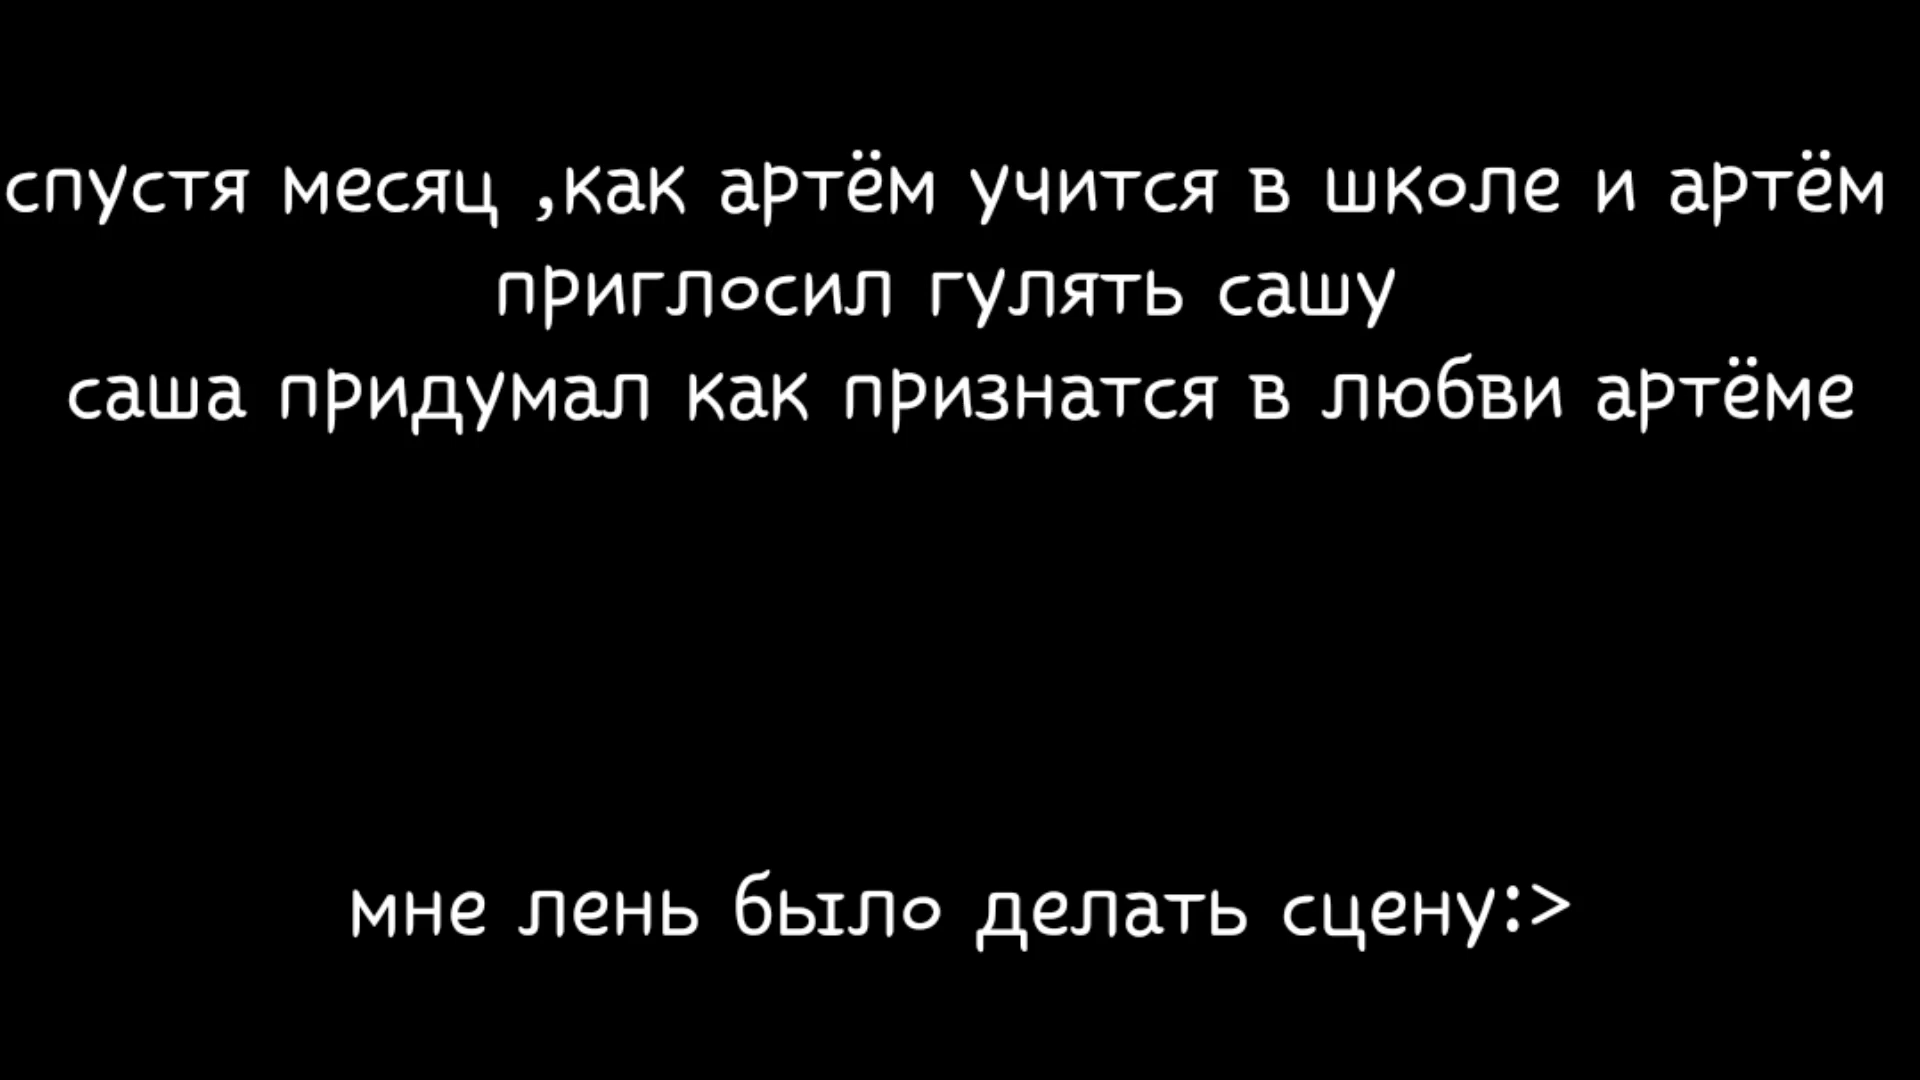 спустя месяц ,как артём учится в школе и артём
приглосил гулять сашу
саша придумал как признатся в любви артёме
мне лень было делать сцену:>